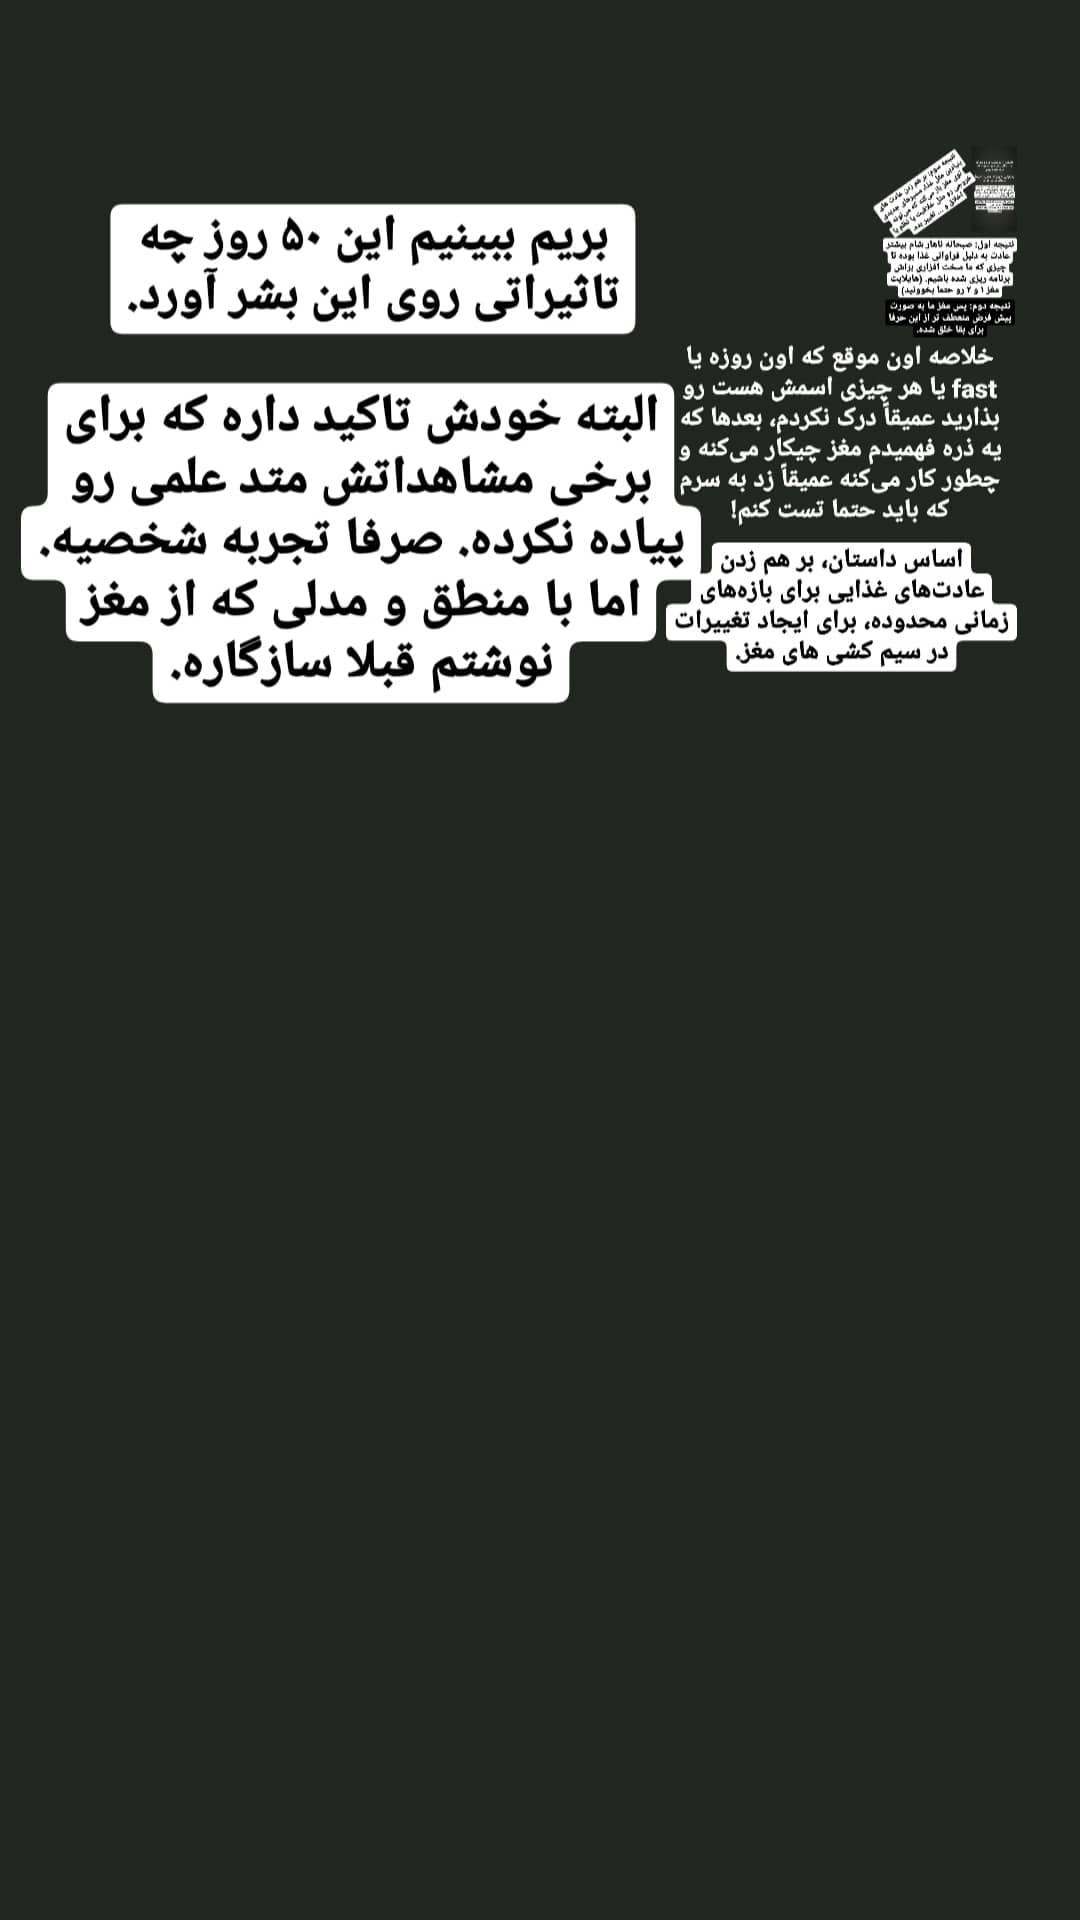 نتیجه اول: صبحانه ناهار شام بیشتر
عادت به دلیل فراوانی غذا بوده تا
چیزی که ما سخت افزاری براش
برنامه ریزی شده باشیم. (هایلایت
مغز ۱ و ۲ رو حتما بخوونید)
نتیجه دوم: پس مغز ما به صورت
پیش فرض منعطف تر از این حرفا
برای بقا خلق شده.
خلاصه اون موقع که اون روزه یا
fast یا هر چیزی اسمش هست رو
بذارید عمیقاً درک نکردم، بعدها که
یه ذره فهمیدم مغز چیکار می‌کنه و
چطور کار می‌کنه عمیقاً زد به سرم
که باید حتما تست کنم!
اساس داستان، بر هم زدن
عادت‌های غذایی برای بازه‌های
زمانی محدوده، برای ایجاد تغییرات
در سیم کشی های مغز.
بریم ببینیم این ۵۰ روز چه
تاثیراتی روی این بشر آورد.
البته خودش تاکید داره که برای
برخی مشاهداتش متد علمی رو
پیاده نکرده. صرفا تجربه شخصیه.
اما با منطق و مدلی که از مغز
نوشتم قبلا سازگاره.